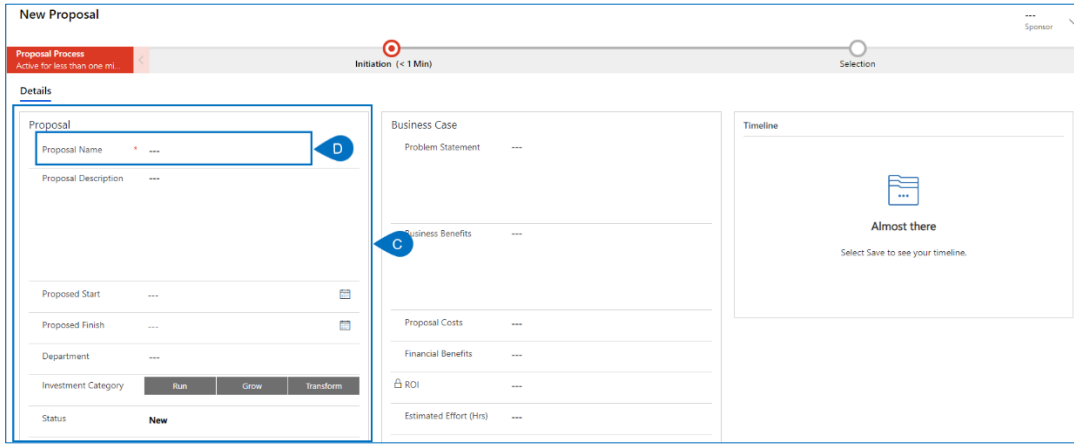 New Proposal
---
Sponsor
Proposal Process
Active for less than one mi...
Initiation (< 1 Min)
Selection
Details
Proposal
Proposal Name * ---
D
Proposal Description ---
C
Proposed Start ---
Proposed Finish ---
Department ---
Investment Category Run Grow Transform
Status New
Business Case
Problem Statement ---
Business Benefits ---
Proposal Costs ---
Financial Benefits ---
ROI ---
Estimated Effort (Hrs) ---
Timeline
Almost there
Select Save to see your timeline.